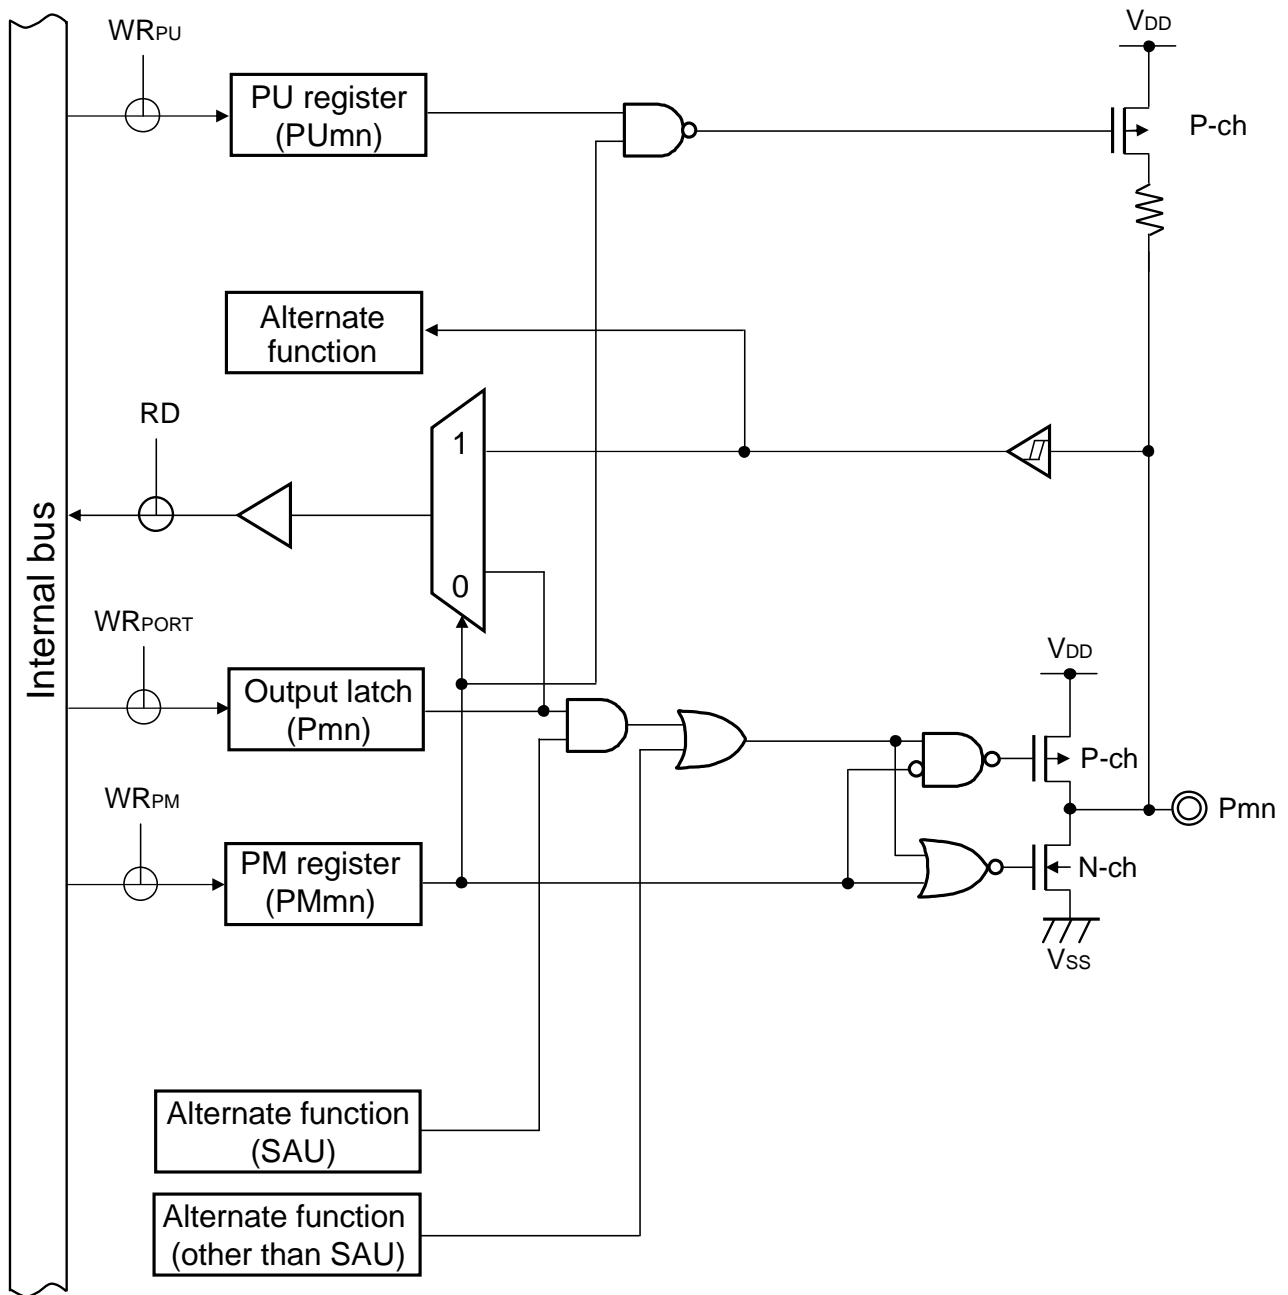 WRPU
VDD
PU register
(PUmn)
P-ch
Alternate
function
RD
1
Internal bus
0
WRPORT
VDD
Output latch
(Pmn)
P-ch
WRPM
Pmn
PM register
(PMmn)
N-ch
VSS
Alternate function
(SAU)
Alternate function
(other than SAU)